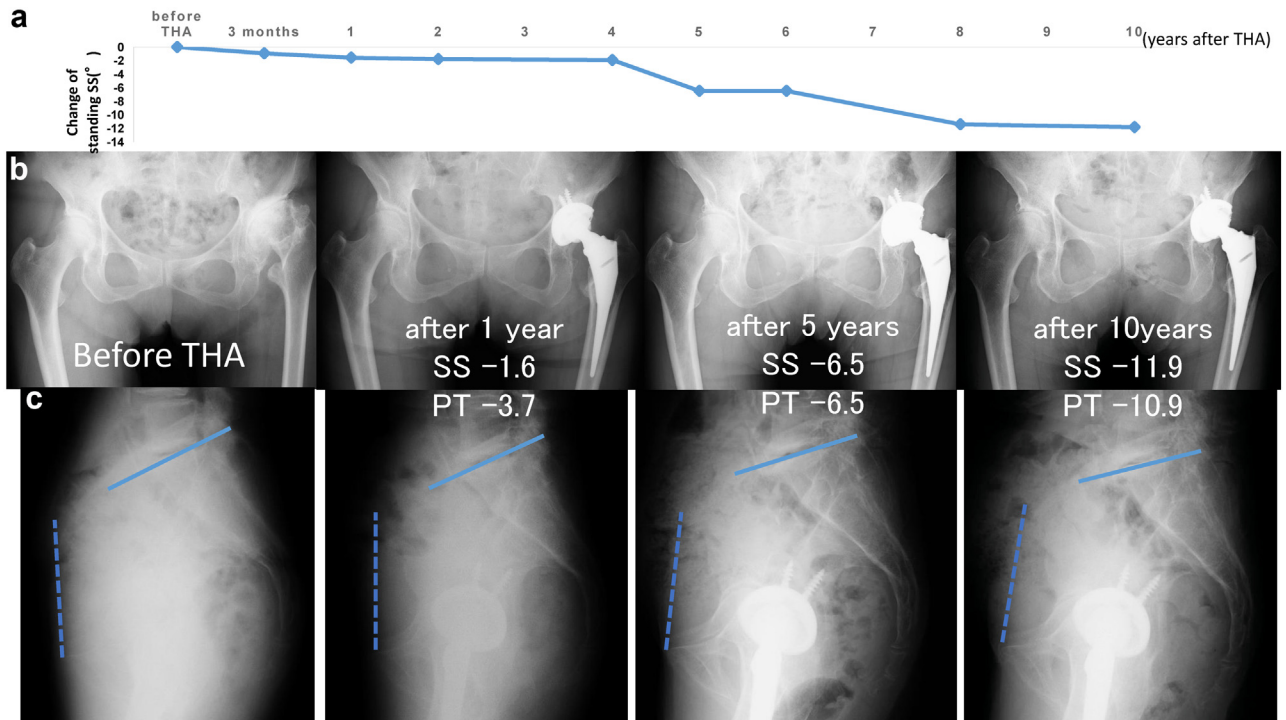 a
before
THA
3 months
1
2
3
4
5
6
7
8
9
10
(years after THA)
Change of
standing SS(°)
0
-2
-4
-6
-8
-10
-12
-14
b
Before THA
after 1 year
SS −1.6
PT −3.7
after 5 years
SS −6.5
PT −6.5
after 10years
SS −11.9
PT −10.9
c